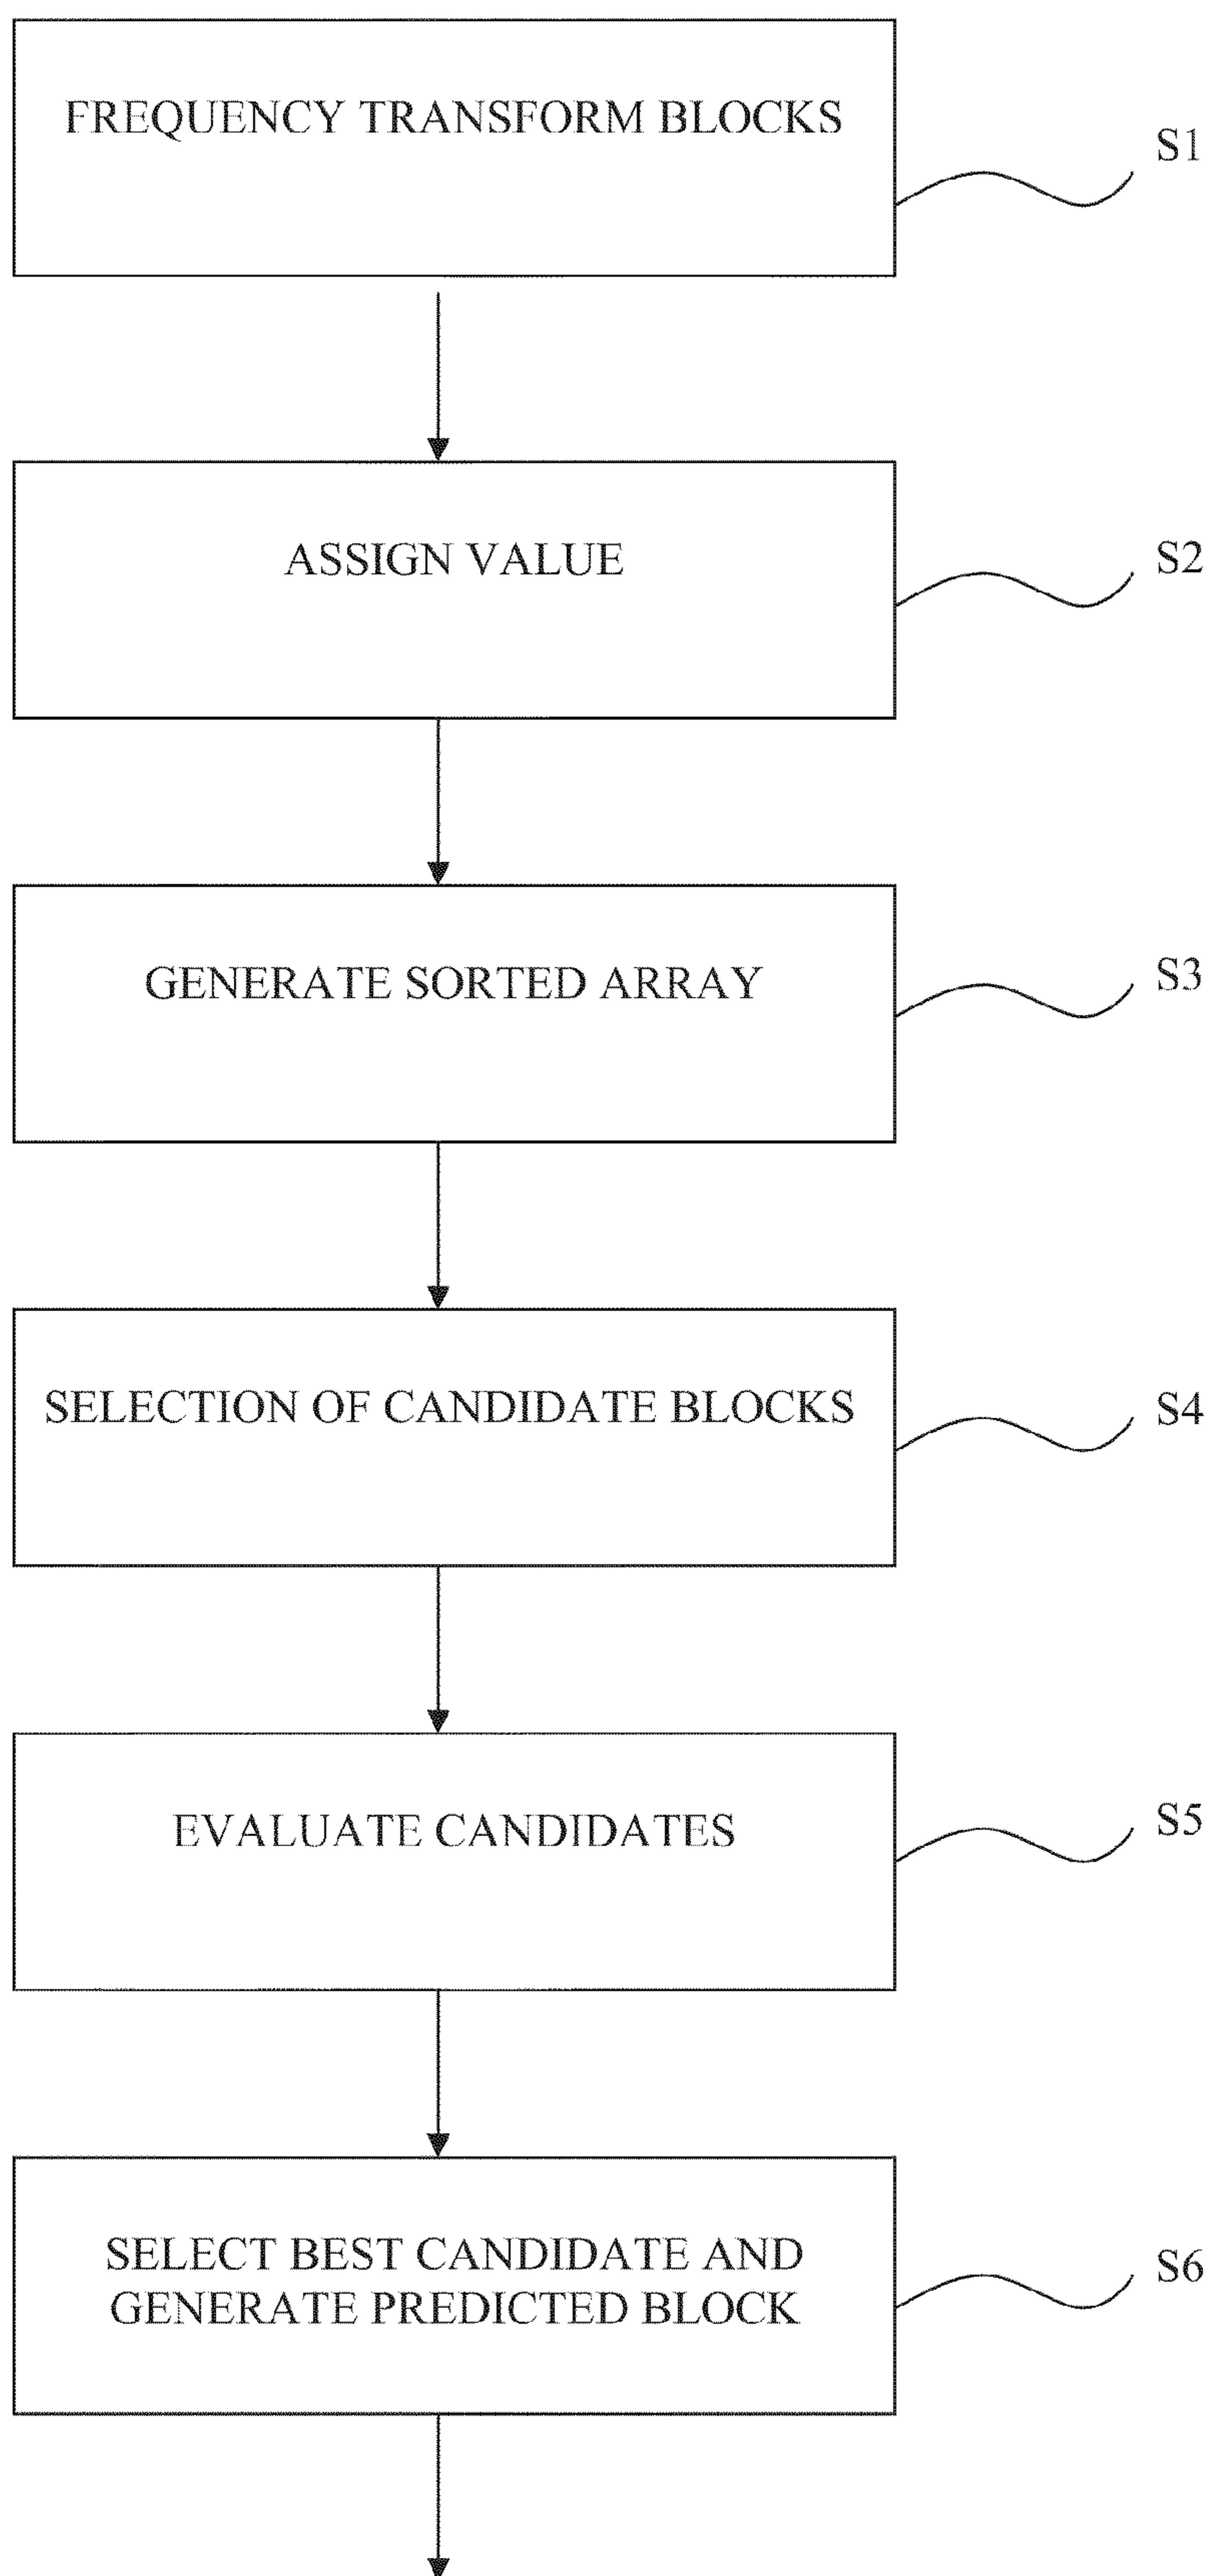 FREQUENCY TRANSFORM BLOCKS
S1
ASSIGN VALUE
S2
GENERATE SORTED ARRAY
S3
SELECTION OF CANDIDATE BLOCKS
S4
EVALUATE CANDIDATES
S5
SELECT BEST CANDIDATE AND
GENERATE PREDICTED BLOCK
S6